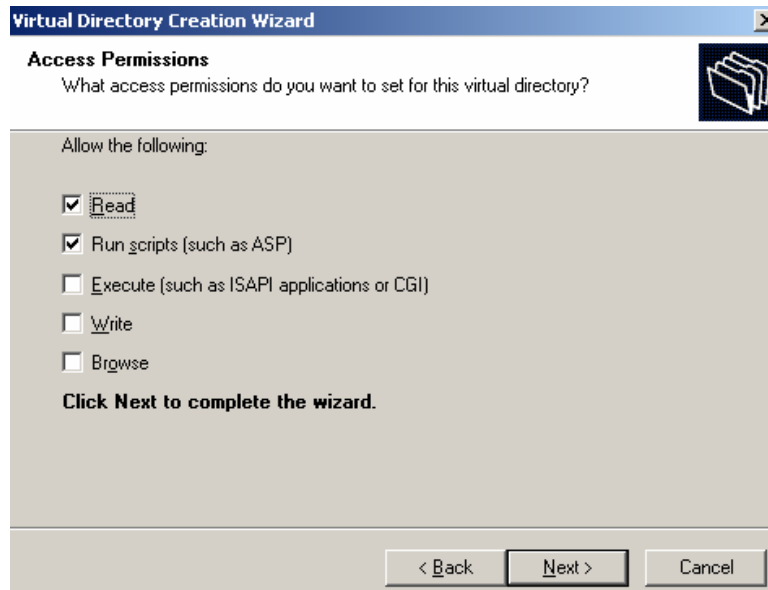 Virtual Directory Creation Wizard
Access Permissions
What access permissions do you want to set for this virtual directory?
Allow the following:
Read
Run scripts (such as ASP)
Execute (such as ISAPI applications or CGI)
Write
Browse
Click Next to complete the wizard.
< Back
Next >
Cancel